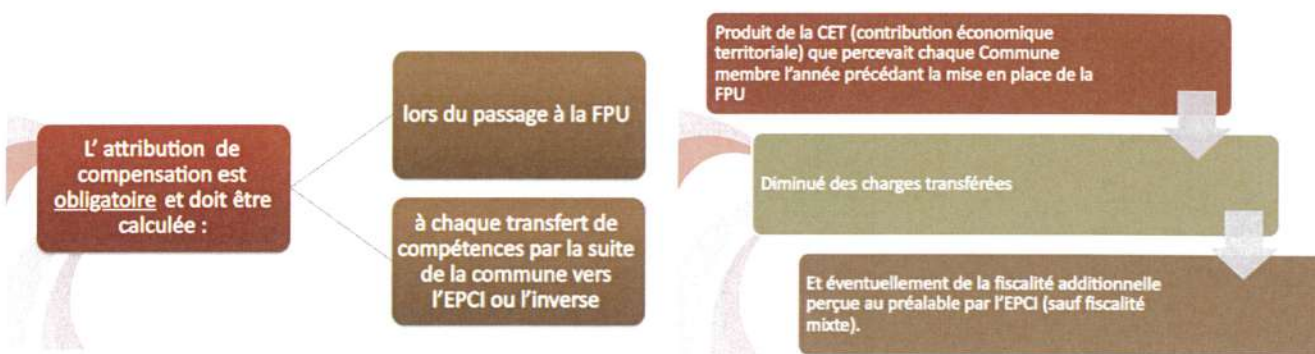 L' attribution de
compensation est
obligatoire et doit être
calculée :
lors du passage à la FPU
à chaque transfert de
compétences par la suite
de la commune vers
l'EPCI ou l'inverse
Produit de la CET (contribution économique
territoriale) que percevait chaque Commune
membre l'année précédant la mise en place de la
FPU
Diminué des charges transférées
Et éventuellement de la fiscalité additionnelle
perçue au préalable par l'EPCI (sauf fiscalité
mixte).